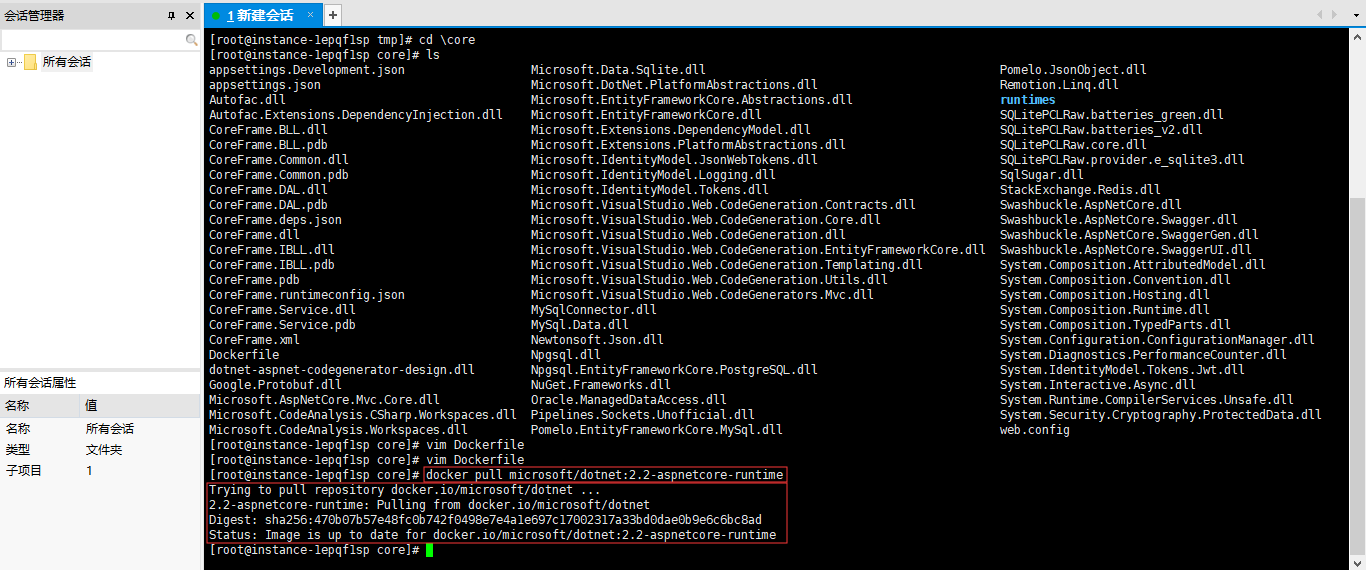 会话管理器
1 新建会话
所有会话
[root@instance-1epqf1sp tmp]# cd \core
[root@instance-1epqf1sp core]# ls
appsettings.Development.json Microsoft.Data.Sqlite.dll Pomelo.JsonObject.dll
appsettings.json Microsoft.DotNet.PlatformAbstractions.dll Remotion.Linq.dll
Autofac.dll Microsoft.EntityFrameworkCore.Abstractions.dll runtimes
Autofac.Extensions.DependencyInjection.dll Microsoft.EntityFrameworkCore.dll SQLitePCLRaw.batteries_green.dll
CoreFrame.BLL.dll Microsoft.Extensions.DependencyModel.dll SQLitePCLRaw.batteries_v2.dll
CoreFrame.BLL.pdb Microsoft.Extensions.PlatformAbstractions.dll SQLitePCLRaw.core.dll
CoreFrame.Common.dll Microsoft.IdentityModel.JsonWebTokens.dll SQLitePCLRaw.provider.e_sqlite3.dll
CoreFrame.Common.pdb Microsoft.IdentityModel.Logging.dll SqlSugar.dll
CoreFrame.DAL.dll Microsoft.IdentityModel.Tokens.dll StackExchange.Redis.dll
CoreFrame.DAL.pdb Microsoft.VisualStudio.Web.CodeGeneration.Contracts.dll Swashbuckle.AspNetCore.dll
CoreFrame.deps.json Microsoft.VisualStudio.Web.CodeGeneration.Core.dll Swashbuckle.AspNetCore.Swagger.dll
CoreFrame.dll Microsoft.VisualStudio.Web.CodeGeneration.dll Swashbuckle.AspNetCore.SwaggerGen.dll
CoreFrame.IBLL.dll Microsoft.VisualStudio.Web.CodeGeneration.EntityFrameworkCore.dll Swashbuckle.AspNetCore.SwaggerUI.dll
CoreFrame.IBLL.pdb Microsoft.VisualStudio.Web.CodeGeneration.Templating.dll System.Composition.AttributedModel.dll
CoreFrame.pdb Microsoft.VisualStudio.Web.CodeGeneration.Utils.dll System.Composition.Convention.dll
CoreFrame.runtimeconfig.json Microsoft.VisualStudio.Web.CodeGenerators.Mvc.dll System.Composition.Hosting.dll
CoreFrame.Service.dll MySqlConnector.dll System.Composition.Runtime.dll
CoreFrame.Service.pdb MySql.Data.dll System.Composition.TypedParts.dll
CoreFrame.xml Newtonsoft.Json.dll System.Configuration.ConfigurationManager.dll
Dockerfile Npgsql.dll System.Diagnostics.PerformanceCounter.dll
dotnet-aspnet-codegenerator-design.dll Npgsql.EntityFrameworkCore.PostgreSQL.dll System.IdentityModel.Tokens.Jwt.dll
Google.Protobuf.dll NuGet.Frameworks.dll System.Interactive.Async.dll
Microsoft.AspNetCore.Mvc.Core.dll Oracle.ManagedDataAccess.dll System.Runtime.CompilerServices.Unsafe.dll
Microsoft.CodeAnalysis.CSharp.Workspaces.dll Pipelines.Sockets.Unofficial.dll System.Security.Cryptography.ProtectedData.dll
Microsoft.CodeAnalysis.Workspaces.dll Pomelo.EntityFrameworkCore.MySql.dll web.config
[root@instance-1epqf1sp core]# vim Dockerfile
[root@instance-1epqf1sp core]# vim Dockerfile
[root@instance-1epqf1sp core]# docker pull microsoft/dotnet:2.2-aspnetcore-runtime
Trying to pull repository docker.io/microsoft/dotnet ...
2.2-aspnetcore-runtime: Pulling from docker.io/microsoft/dotnet
Digest: sha256:470b07b57e48fc0b742f0498e7e4a1e697c17002317a33bd0dae0b9e6c6bc8ad
Status: Image is up to date for docker.io/microsoft/dotnet:2.2-aspnetcore-runtime
[root@instance-1epqf1sp core]#
所有会话属性
名称 值
名称 所有会话
类型 文件夹
子项目 1